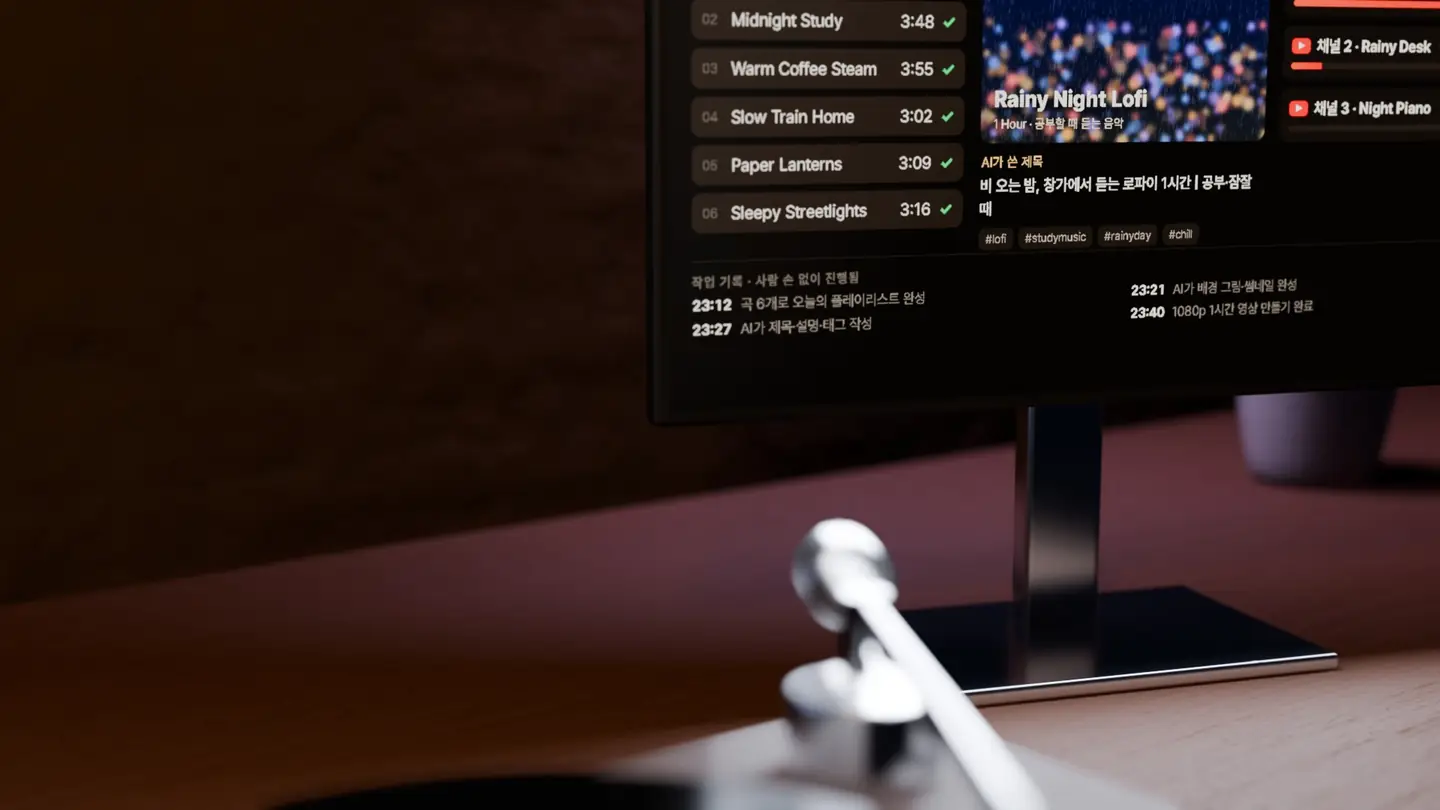 02 Midnight Study 3:48
03 Warm Coffee Steam 3:55
04 Slow Train Home 3:02
05 Paper Lanterns 3:09
06 Sleepy Streetlights 3:16
Rainy Night Lofi
1 Hour · 공부할 때 듣는 음악
AI가 쓴 제목
비 오는 밤, 창가에서 듣는 로파이 1시간 | 공부·잠잘
때
#lofi #studymusic #rainyday #chill
채널 2 · Rainy Desk
채널 3 · Night Piano
작업 기록 · 사람 손 없이 진행됨
23:12 곡 6개로 오늘의 플레이리스트 완성
23:21 AI가 배경 그림·썸네일 완성
23:27 AI가 제목·설명·태그 작성
23:40 1080p 1시간 영상 만들기 완료